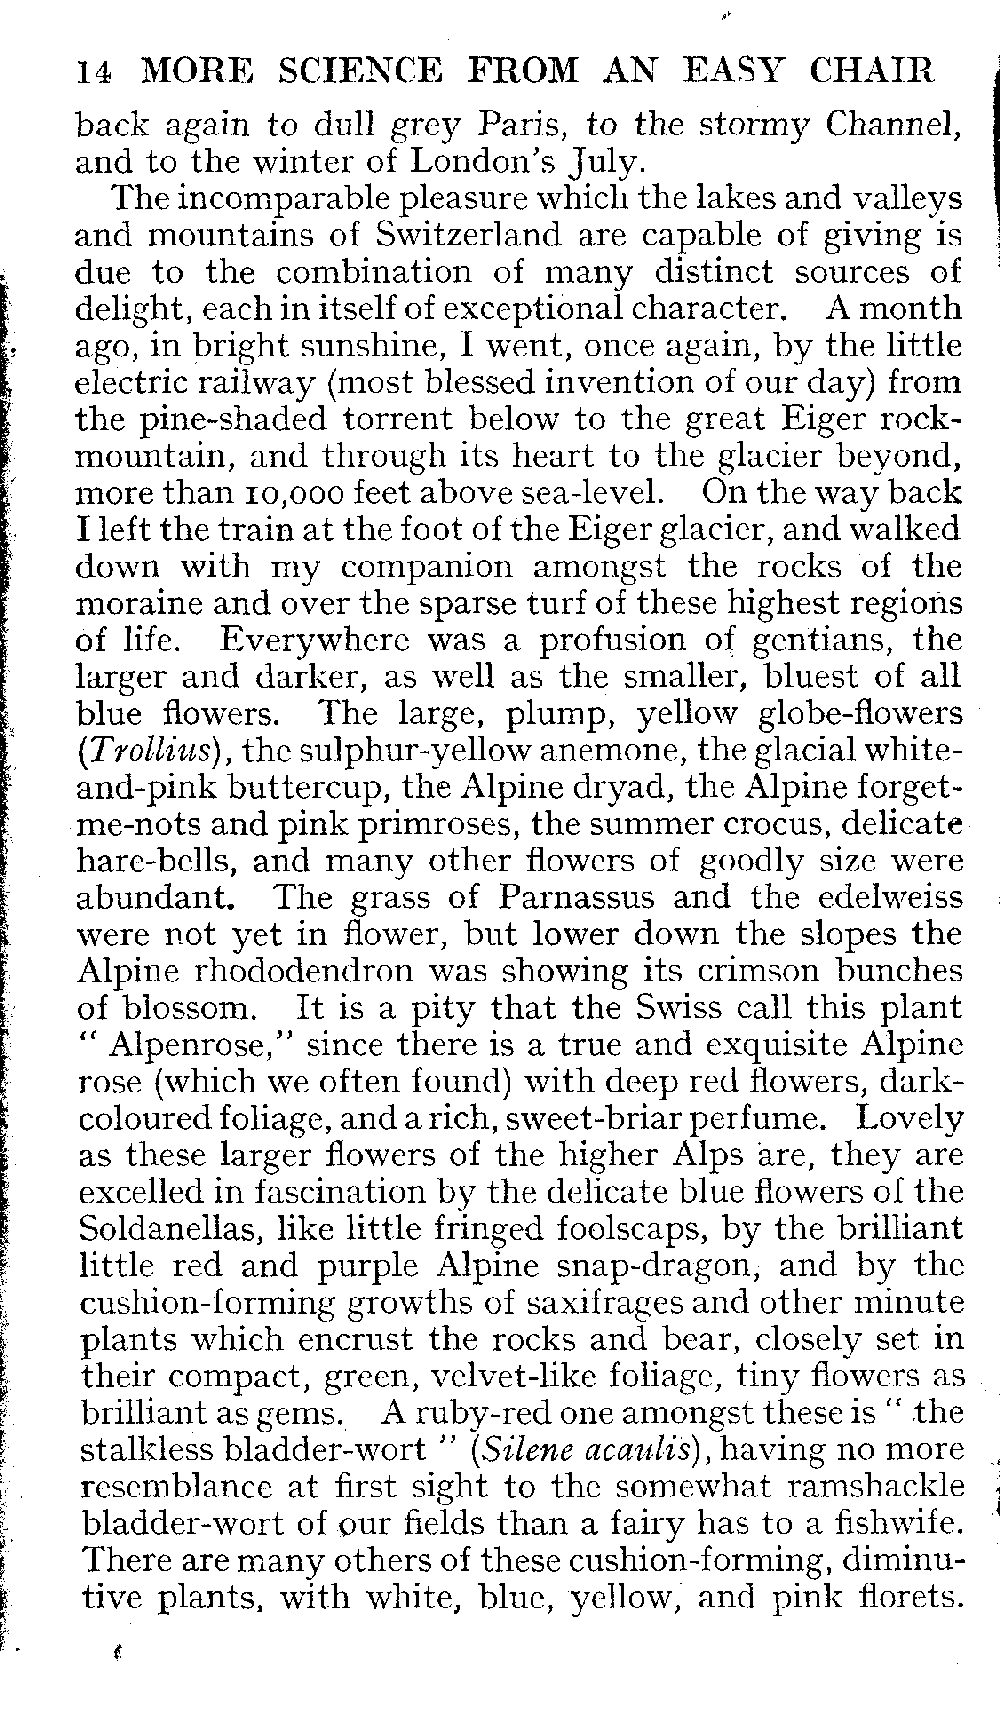 14 MORE SCIENCE FROM AN EASY CHAIR
back again to dull grey Paris, to the stormy Channel,
and to the winter of London's July.
The incomparable pleasure which the lakes and valleys
and mountains of Switzerland are capable of giving is
due to the combination of many distinct sources of
delight, each in itself of exceptional character. A month
ago, in bright sunshine, I went, once again, by the little
electric railway (most blessed invention of our day) from
the pine-shaded torrent below to the great Eiger rock-
mountain, and through its heart to the glacier beyond,
more than 10,000 feet above sea-level. On the way back
I left the train at the foot of the Eiger glacier, and walked
down with my companion amongst the rocks of the
moraine and over the sparse turf of these highest regions
of life. Everywhere was a profusion of gentians, the
larger and darker, as well as the smaller, bluest of all
blue flowers. The large, plump, yellow globe-flowers
(Trollius), the sulphur-yellow anemone, the glacial white-
and-pink buttercup, the Alpine dryad, the Alpine forget-
me-nots and pink primroses, the summer crocus, delicate
hare-bells, and many other flowers of goodly size were
abundant. The grass of Parnassus and the edelweiss
were not yet in flower, but lower down the slopes the
Alpine rhododendron was showing its crimson bunches
of blossom. It is a pity that the Swiss call this plant
" Alpenrose," since there is a true and exquisite Alpine
rose (which we often found) with deep red flowers, dark-
coloured foliage, and a rich, sweet-briar perfume. Lovely
as these larger flowers of the higher Alps are, they are
excelled in fascination by the delicate blue flowers of the
Soldanellas, like little fringed foolscaps, by the brilliant
little red and purple Alpine snap-dragon, and by the
cushion-forming growths of saxifrages and other minute
plants which encrust the rocks and bear, closely set in
their compact, green, velvet-like foliage, tiny flowers as
brilliant as gems. A ruby-red one amongst these is " the
stalkless bladder-wort " (Silene acaulis), having no more
resemblance at first sight to the somewhat ramshackle
bladder-wort of our fields than a fairy has to a fishwife.
There are many others of these cushion-forming, diminu-
tive plants, with white, blue, yellow, and pink florets.